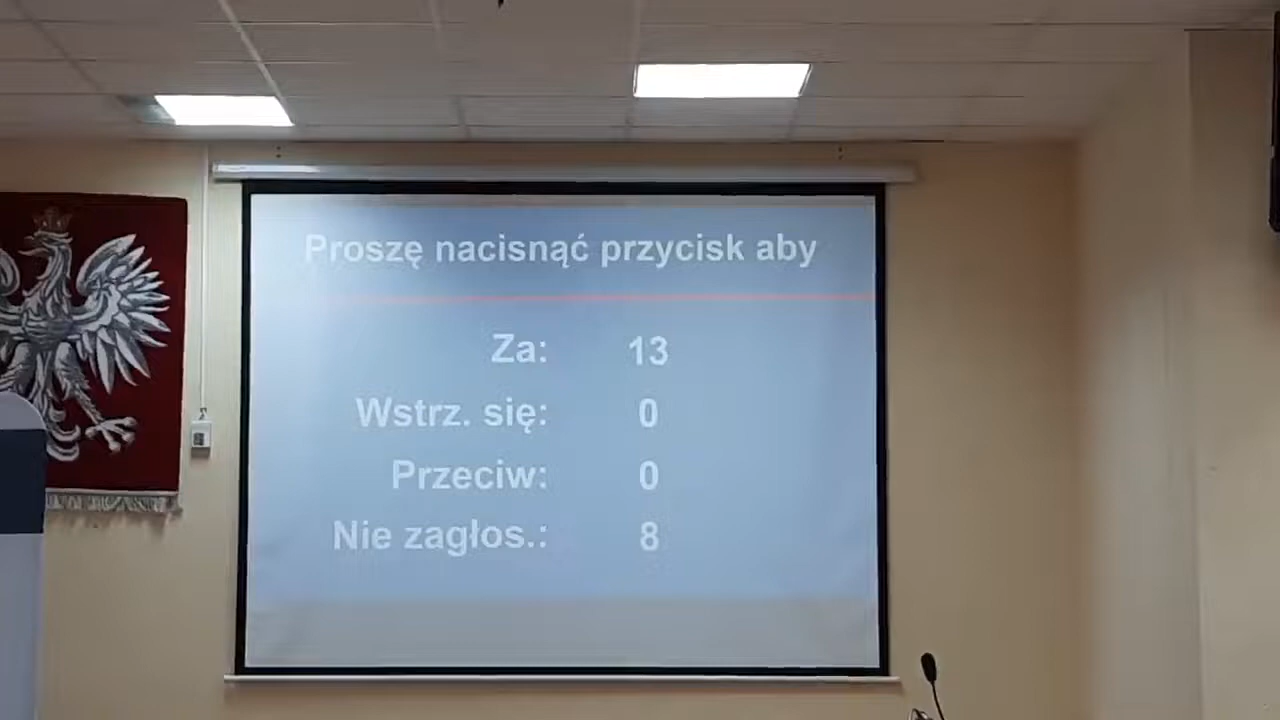 Proszę nacisnąć przycisk aby
Za: 13
Wstrz. się: 0
Przeciw: 0
Nie zagłos.: 8